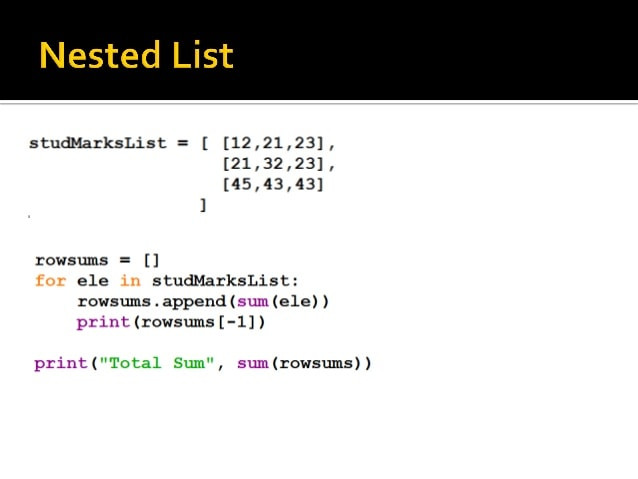 Nested List
studMarksList = [ [12,21,23],
                  [21,32,23],
                  [45,43,43]
                ]
rowsums = []
for ele in studMarksList:
    rowsums.append(sum(ele))
    print(rowsums[-1])
print("Total Sum", sum(rowsums))